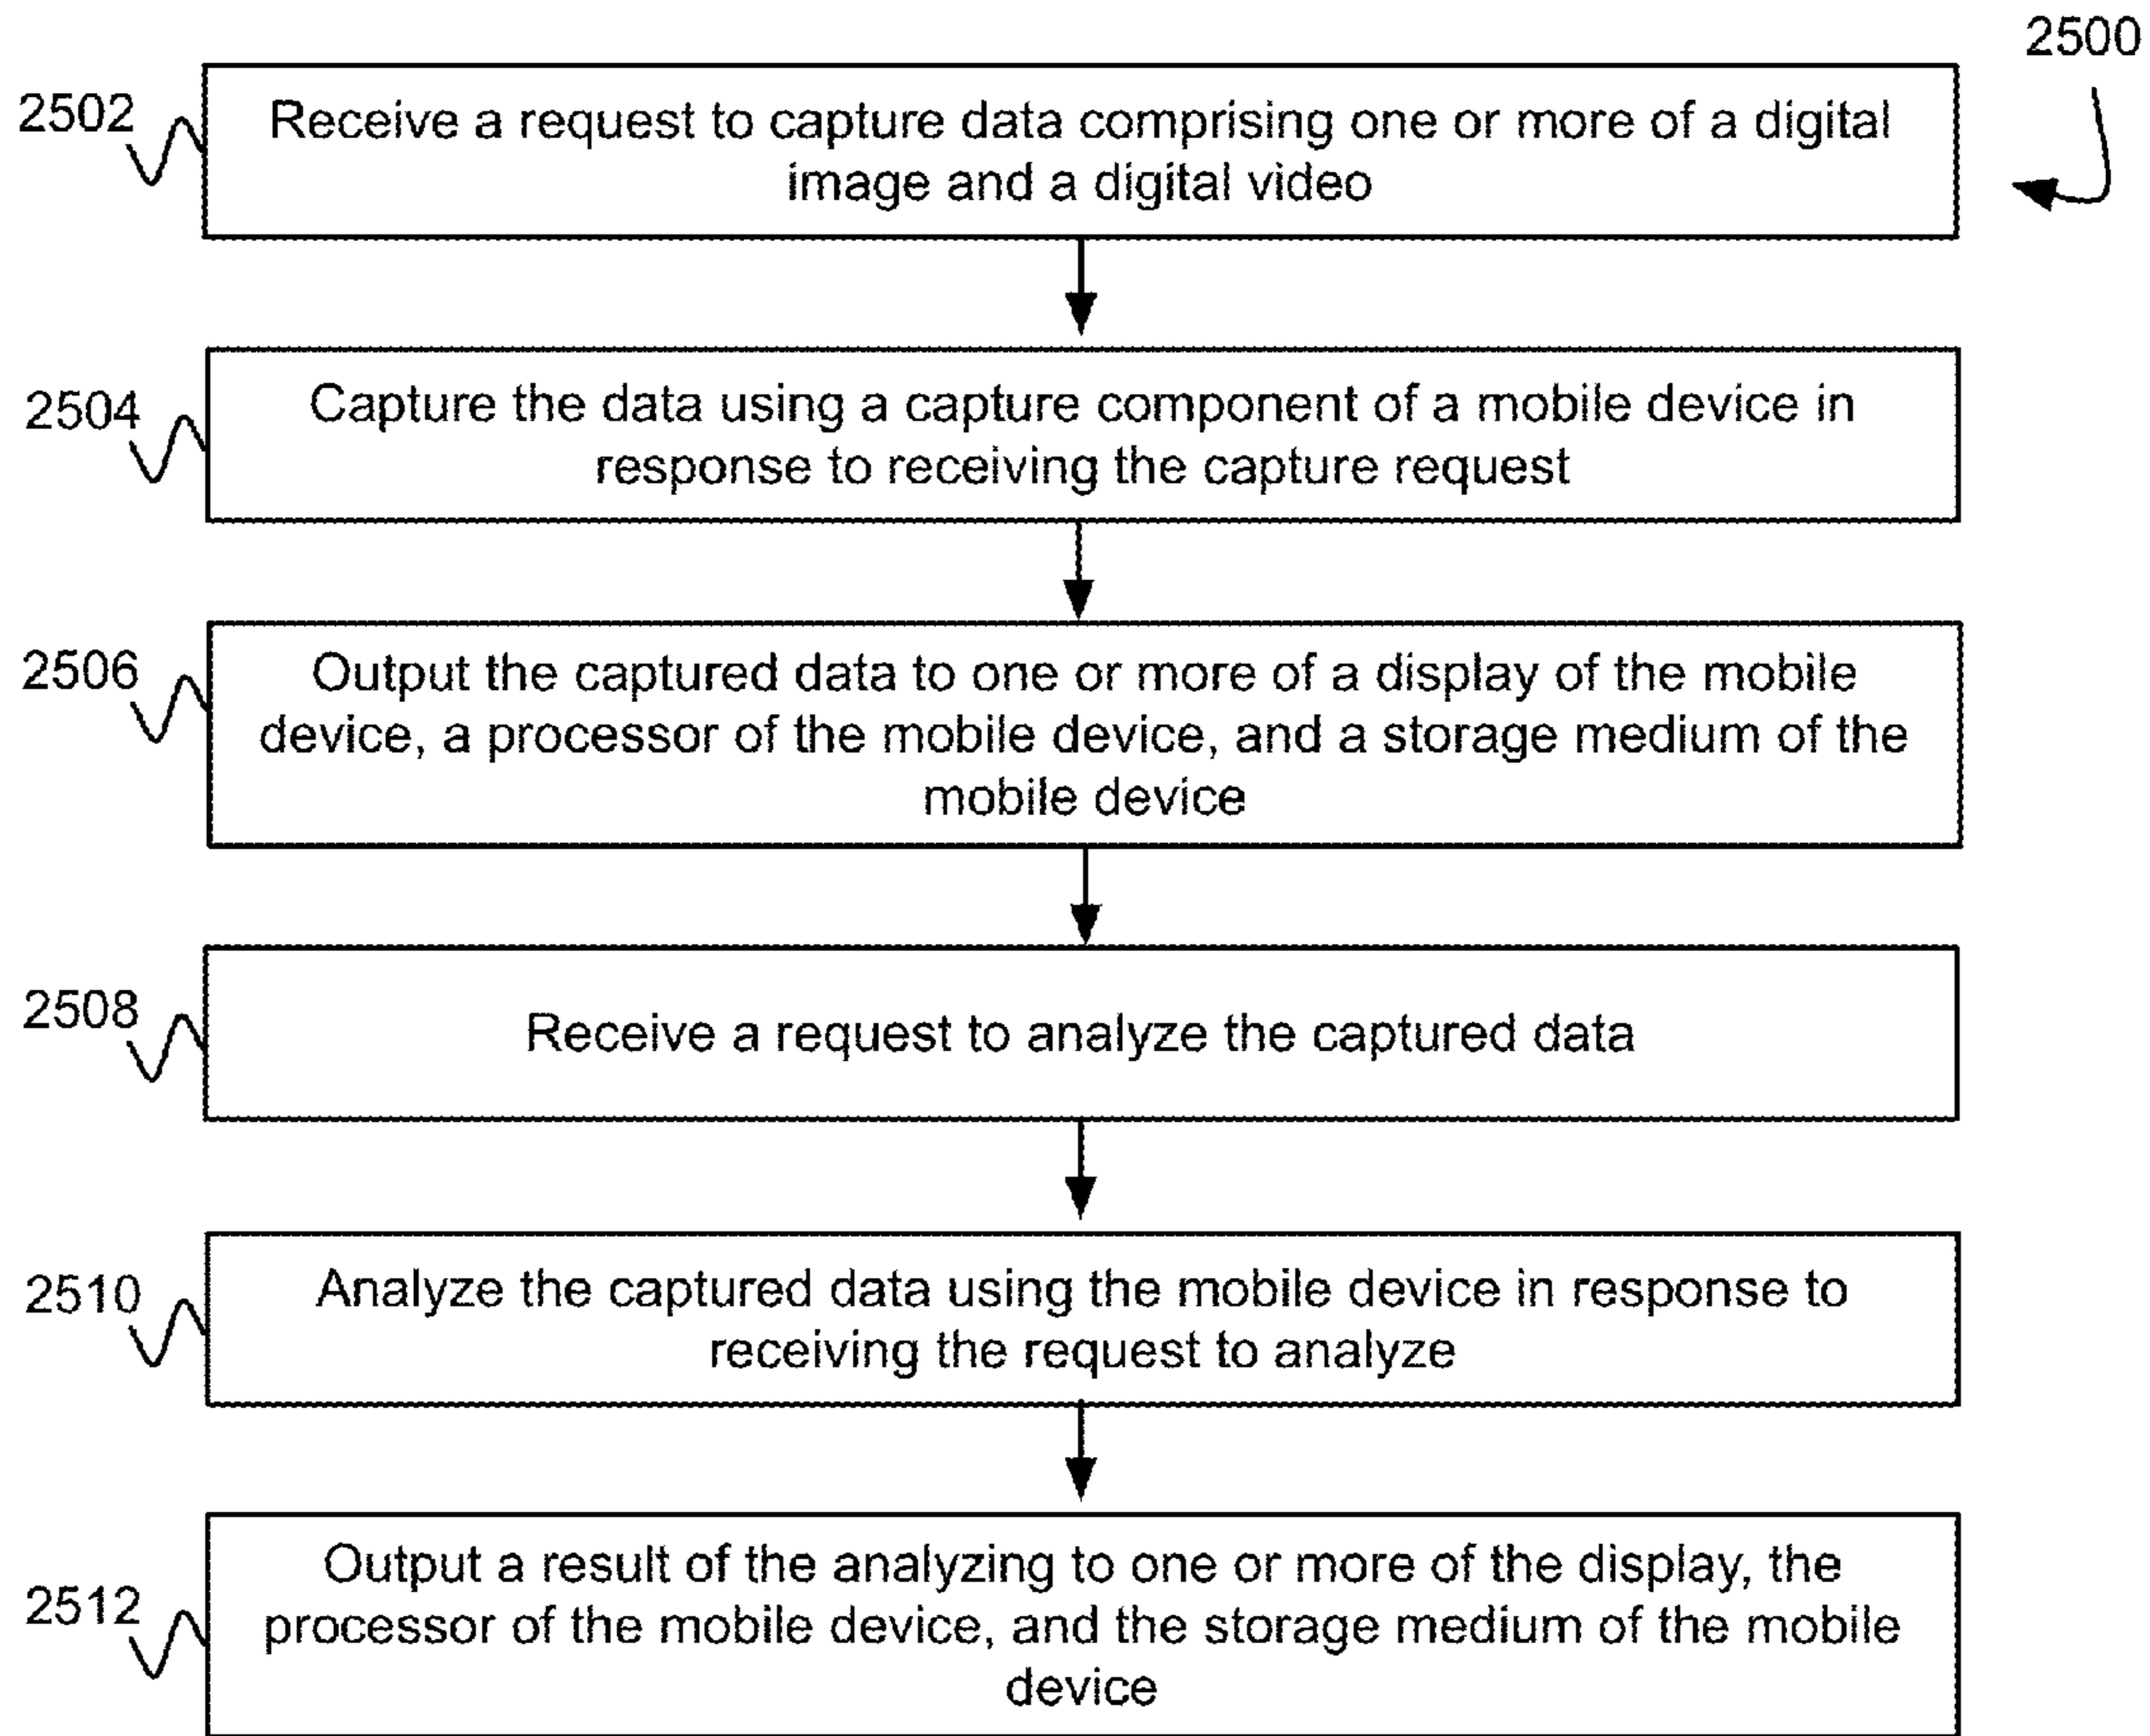 2500
2502
Receive a request to capture data comprising one or more of a digital
image and a digital video
2504
Capture the data using a capture component of a mobile device in
response to receiving the capture request
2506
Output the captured data to one or more of a display of the mobile
device, a processor of the mobile device, and a storage medium of the
mobile device
2508
Receive a request to analyze the captured data
2510
Analyze the captured data using the mobile device in response to
receiving the request to analyze
2512
Output a result of the analyzing to one or more of the display, the
processor of the mobile device, and the storage medium of the mobile
device